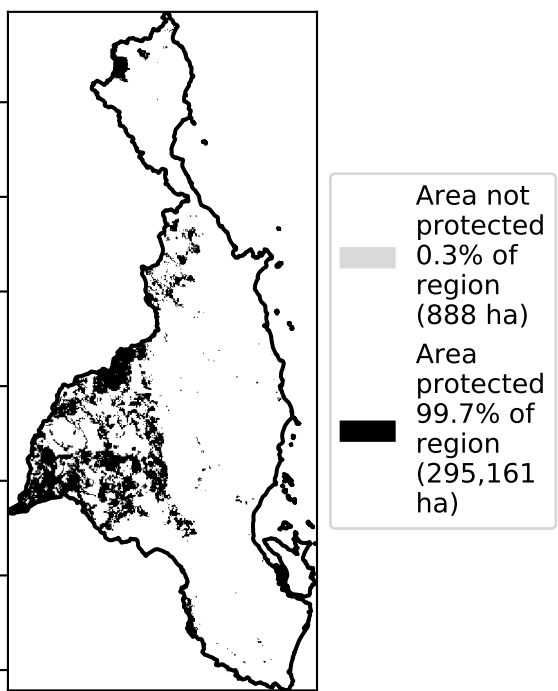 Area not
protected
0.3% of
region
(888 ha)
Area
protected
99.7% of
region
(295,161
ha)